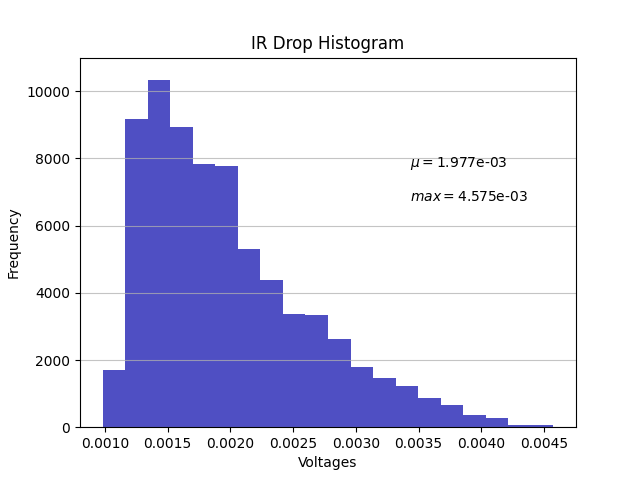 IR Drop Histogram
10000
8000
6000
4000
2000
0
Frequency
μ = 1.977e-03
max = 4.575e-03
0.0010 0.0015 0.0020 0.0025 0.0030 0.0035 0.0040 0.0045
Voltages